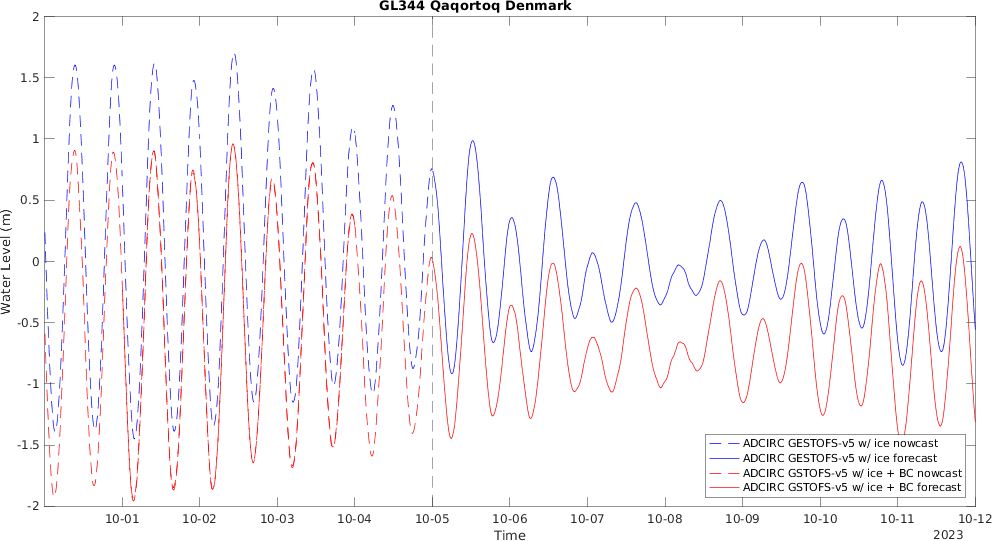 GL344 Qaqortoq Denmark
2
1.5
1
0.5
0
-0.5
-1
-1.5
-2
Water Level (m)
10-01 10-02 10-03 10-04 10-05 10-06 10-07 10-08 10-09 10-10 10-11 10-12
Time
2023
ADCIRC GESTOFS-v5 w/ ice nowcast
ADCIRC GESTOFS-v5 w/ ice forecast
ADCIRC GSTOFS-v5 w/ ice + BC nowcast
ADCIRC GSTOFS-v5 w/ ice + BC forecast